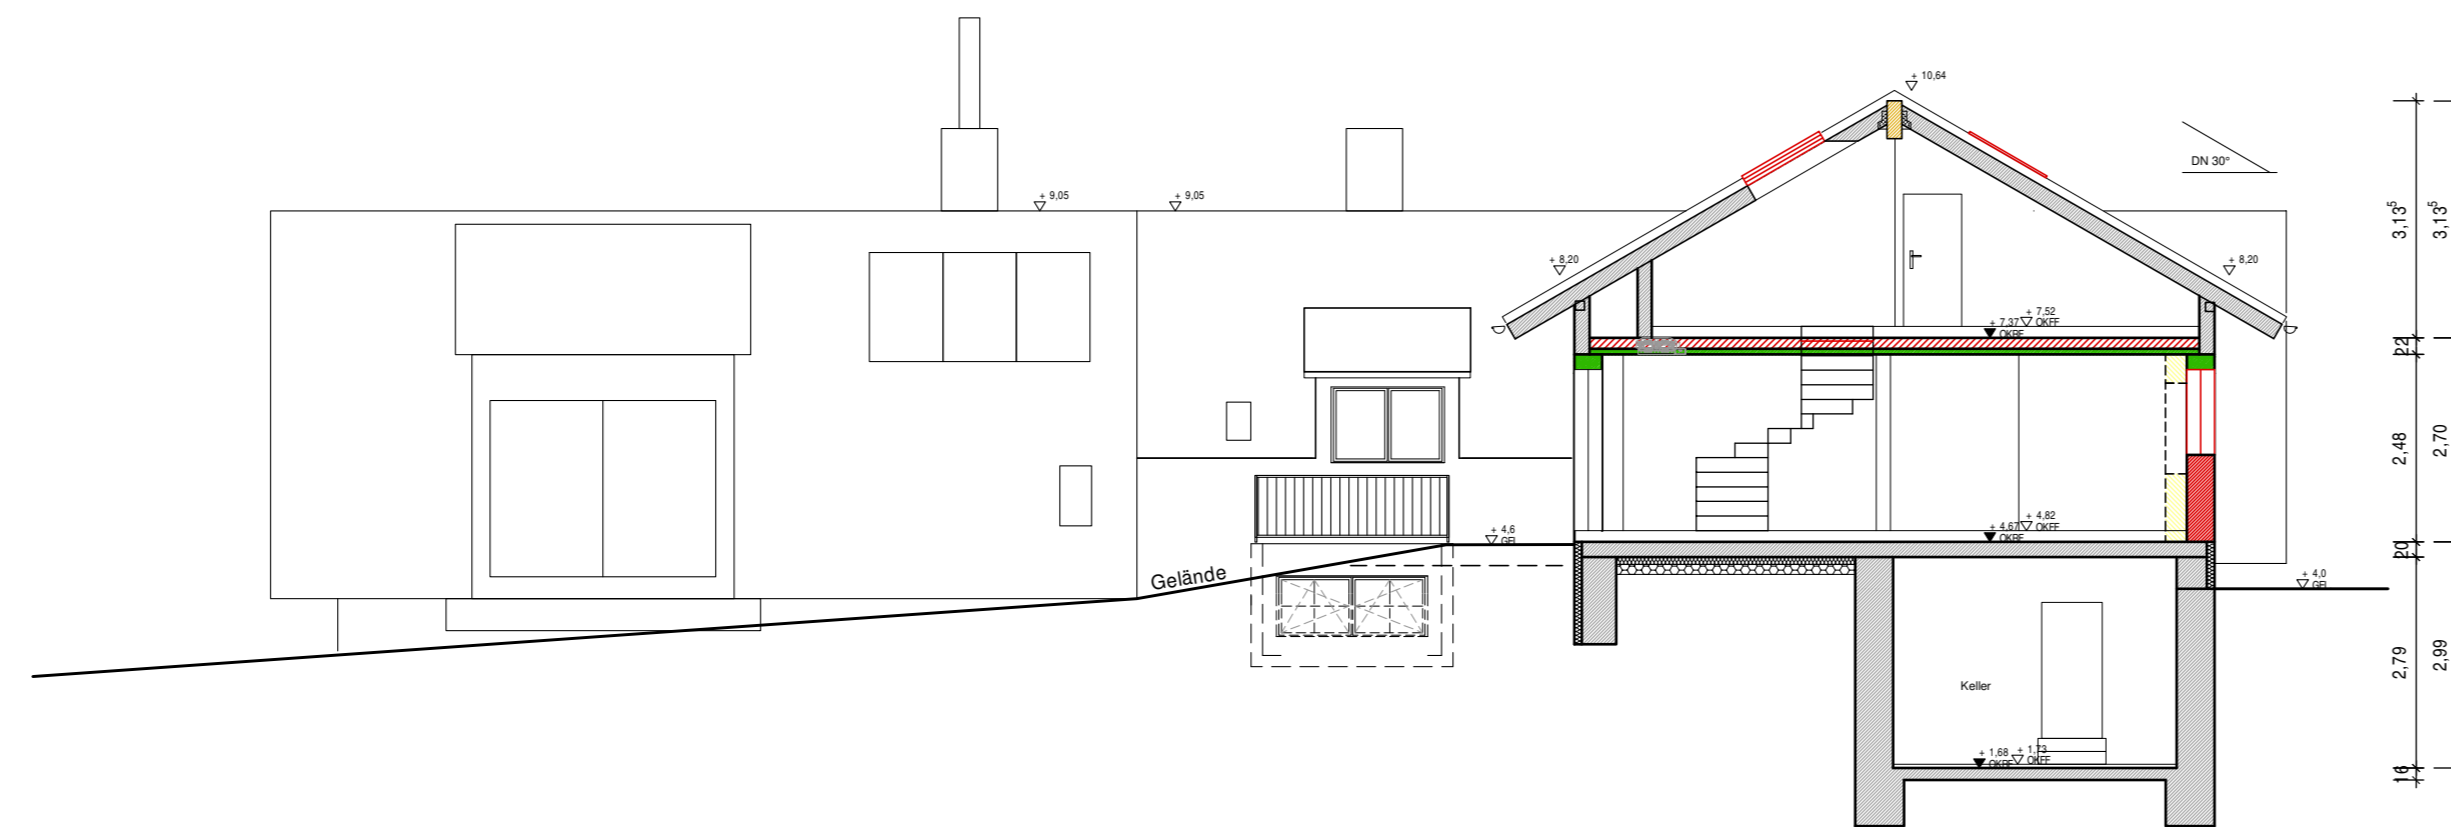 + 10,64
DN 30°
+ 9,05
+ 9,05
3,13⁵
3,13⁵
+ 8,20
+ 8,20
+ 7,52
OKFF
+ 7,37
OKRF
22
2,48
2,70
+ 4,82
OKFF
+ 4,67
OKRF
+ 4,6
GEL
20
Gelände
+ 4,0
GEL
2,79
2,99
Keller
+ 1,68
OKRF
+ 1,73
OKFF
16